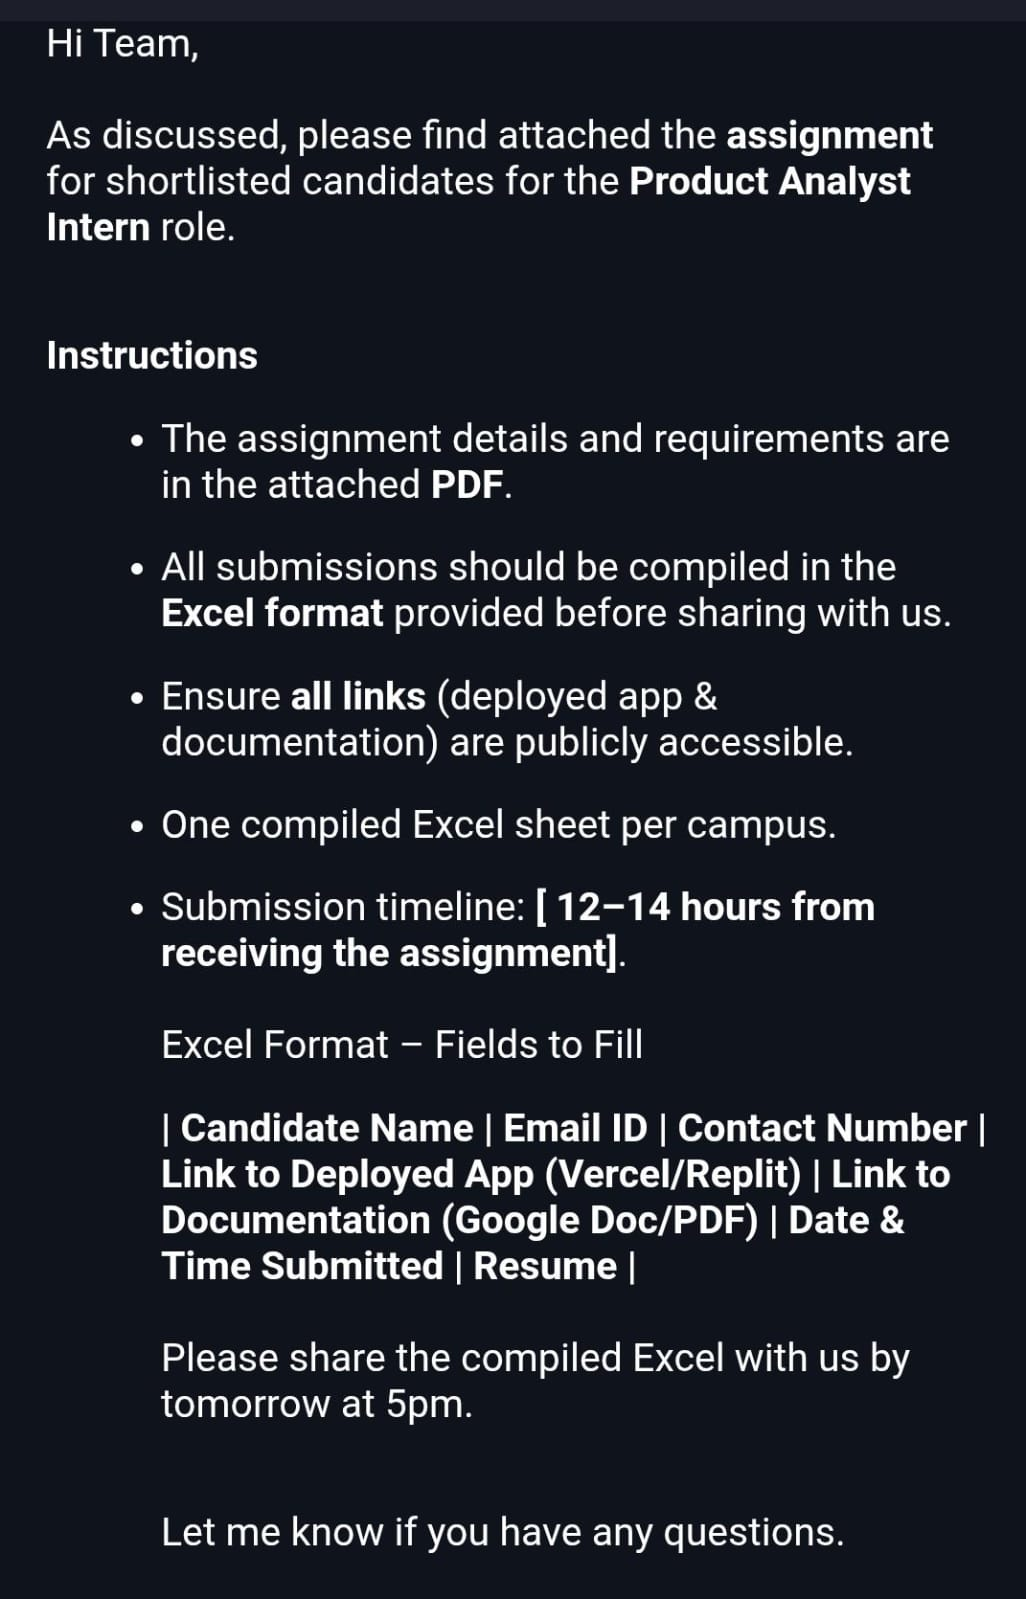 Hi Team,
As discussed, please find attached the assignment
for shortlisted candidates for the Product Analyst
Intern role.
Instructions
• The assignment details and requirements are
in the attached PDF.
• All submissions should be compiled in the
Excel format provided before sharing with us.
• Ensure all links (deployed app &
documentation) are publicly accessible.
• One compiled Excel sheet per campus.
• Submission timeline: [ 12–14 hours from
receiving the assignment].
Excel Format – Fields to Fill
| Candidate Name | Email ID | Contact Number |
Link to Deployed App (Vercel/Replit) | Link to
Documentation (Google Doc/PDF) | Date &
Time Submitted | Resume |
Please share the compiled Excel with us by
tomorrow at 5pm.
Let me know if you have any questions.